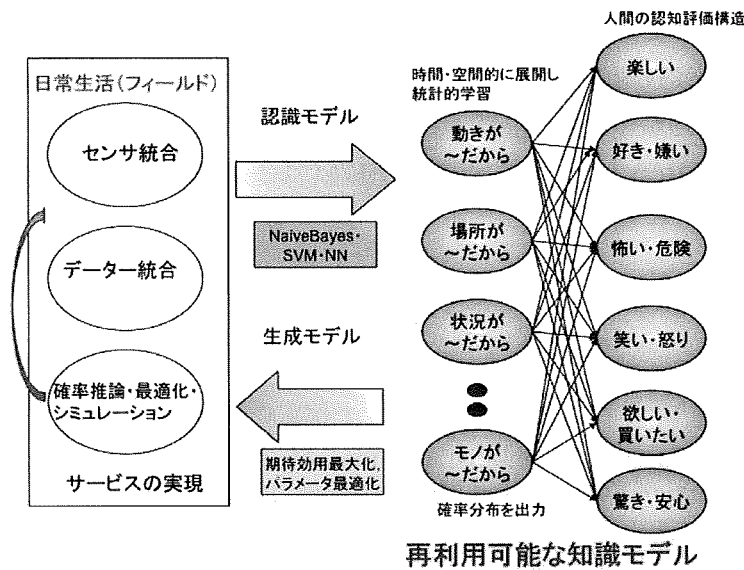 人間の認知評価構造
日常生活(フィールド)
センサ統合
データー統合
確率推論・最適化・
シミュレーション
サービスの実現
認識モデル
NaiveBayes・
SVM・NN
生成モデル
期待効用最大化,
パラメータ最適化
時間・空間的に展開し
統計的学習
動きが
~だから
場所が
~だから
状況が
~だから
モノが
~だから
確率分布を出力
楽しい
好き・嫌い
怖い・危険
笑い・怒り
欲しい・
買いたい
驚き・安心
再利用可能な知識モデル